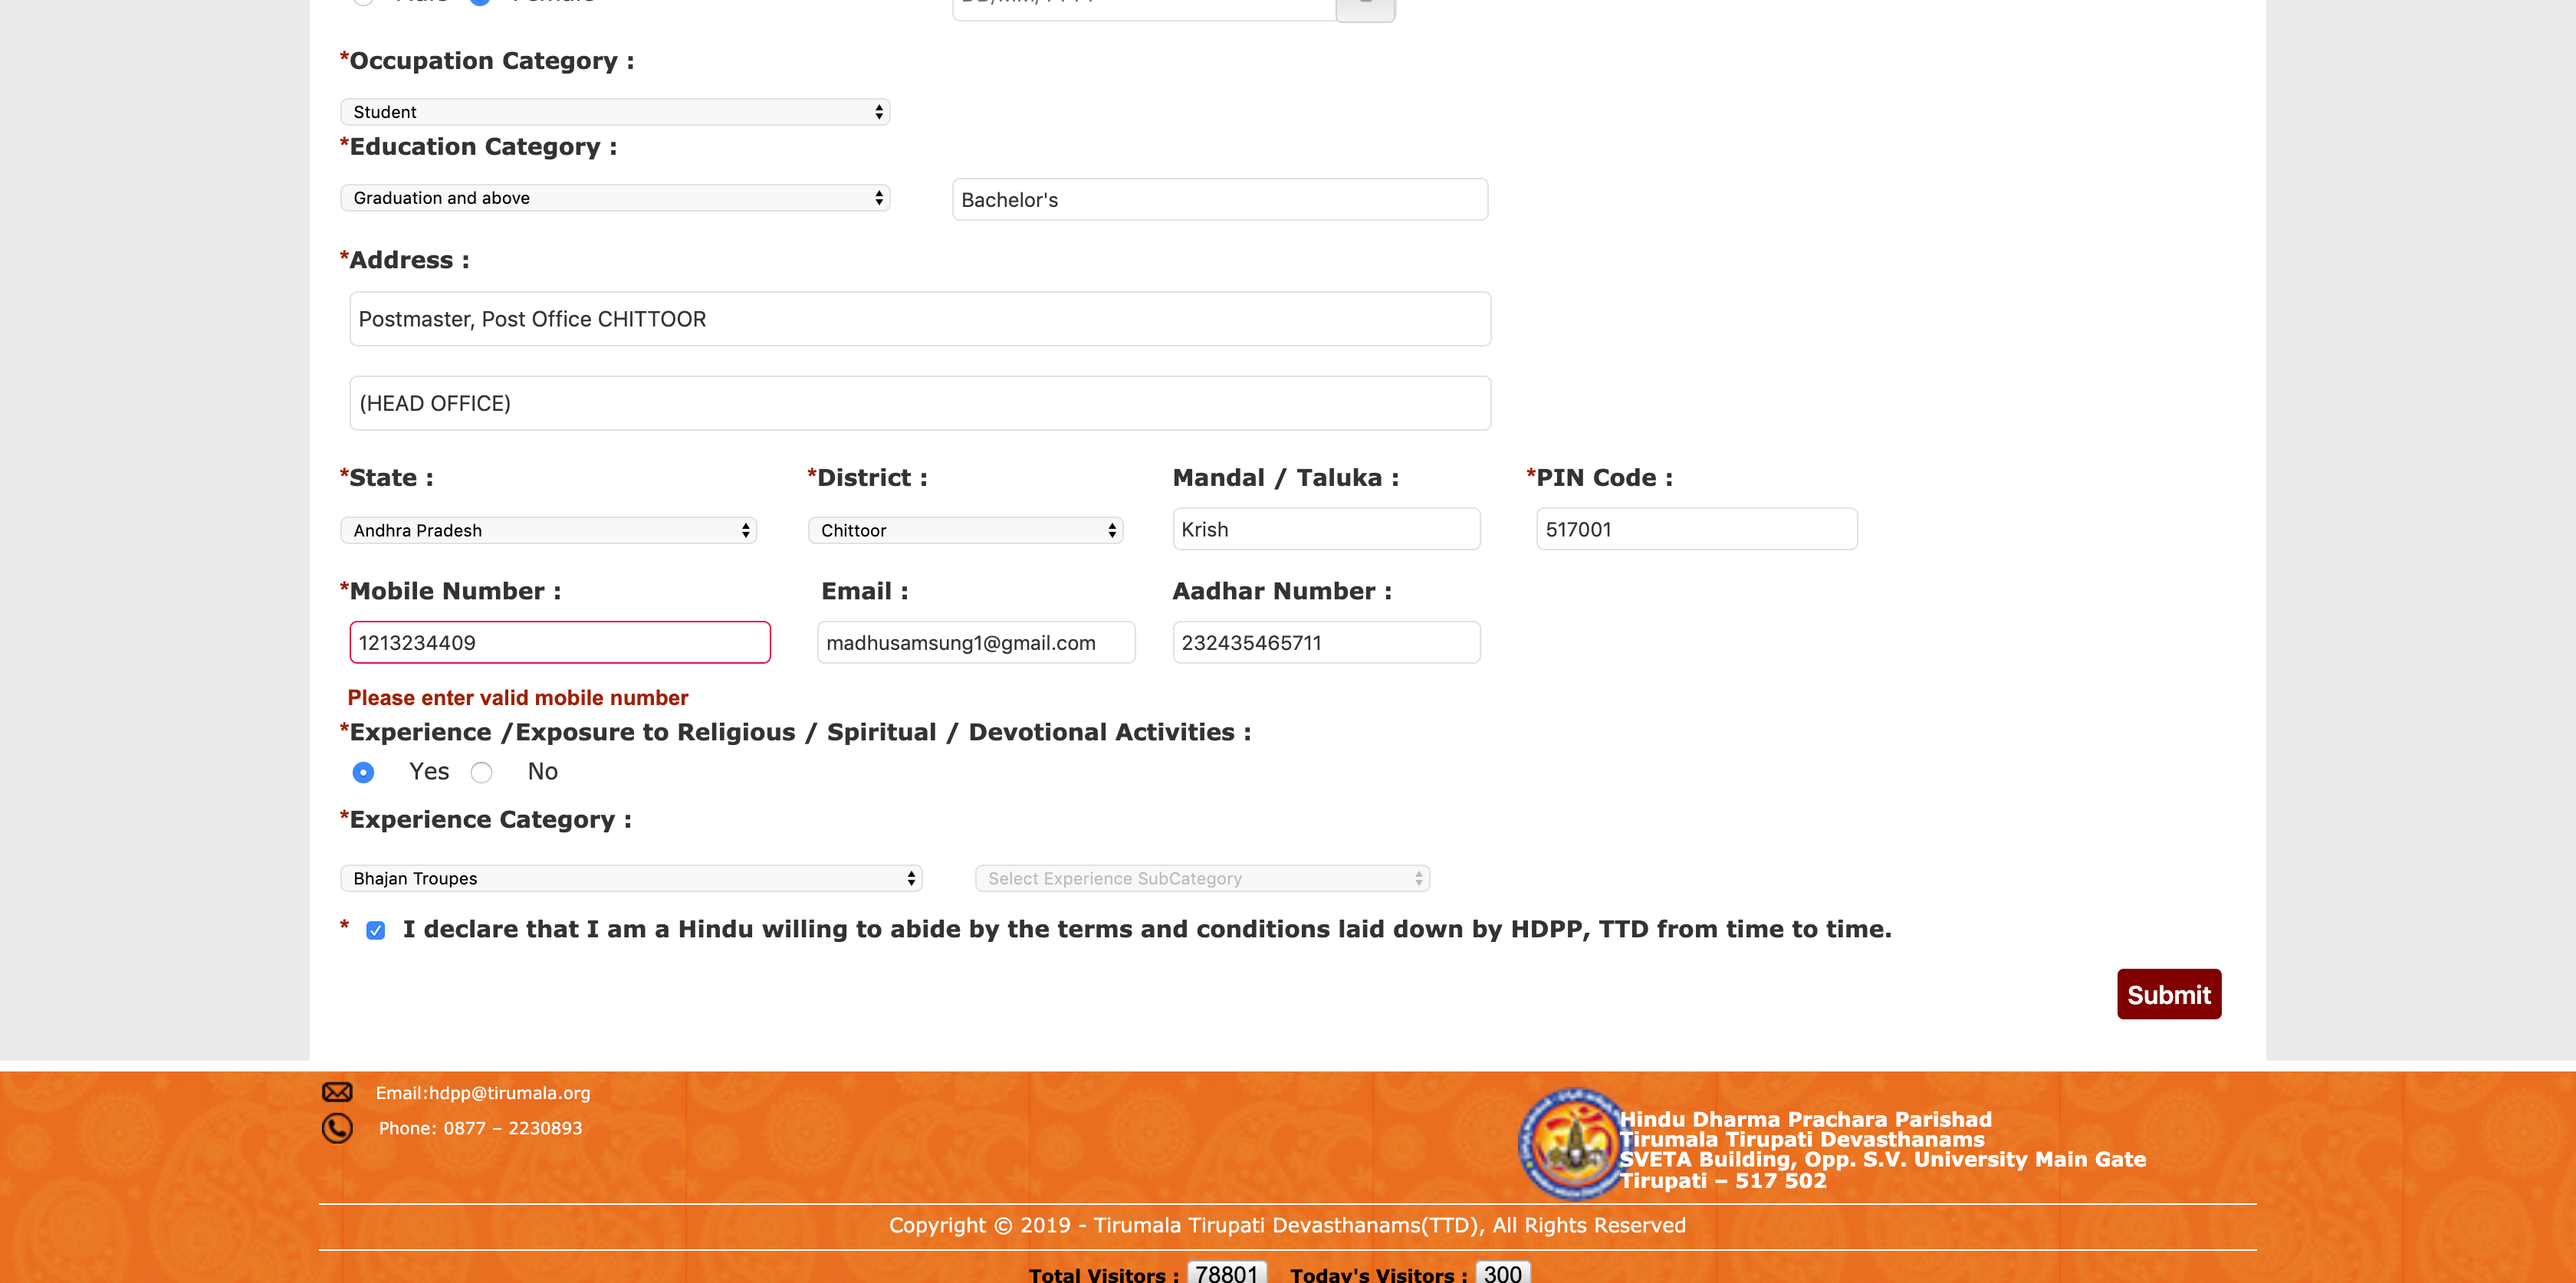 *Occupation Category :
Student
*Education Category :
Graduation and above Bachelor's
*Address :
Postmaster, Post Office CHITTOOR
(HEAD OFFICE)
*State : *District : Mandal / Taluka : *PIN Code :
Andhra Pradesh Chittoor Krish 517001
*Mobile Number : Email : Aadhar Number :
1213234409 madhusamsung1@gmail.com 232435465711
Please enter valid mobile number
*Experience /Exposure to Religious / Spiritual / Devotional Activities :
Yes No
*Experience Category :
Bhajan Troupes Select Experience SubCategory
* I declare that I am a Hindu willing to abide by the terms and conditions laid down by HDPP, TTD from time to time.
Submit
Email:hdpp@tirumala.org
Phone: 0877 – 2230893
Hindu Dharma Prachara Parishad
Tirumala Tirupati Devasthanams
SVETA Building, Opp. S.V. University Main Gate
Tirupati – 517 502
Copyright © 2019 - Tirumala Tirupati Devasthanams(TTD), All Rights Reserved
Total Visitors : 78801 Today's Visitors : 300